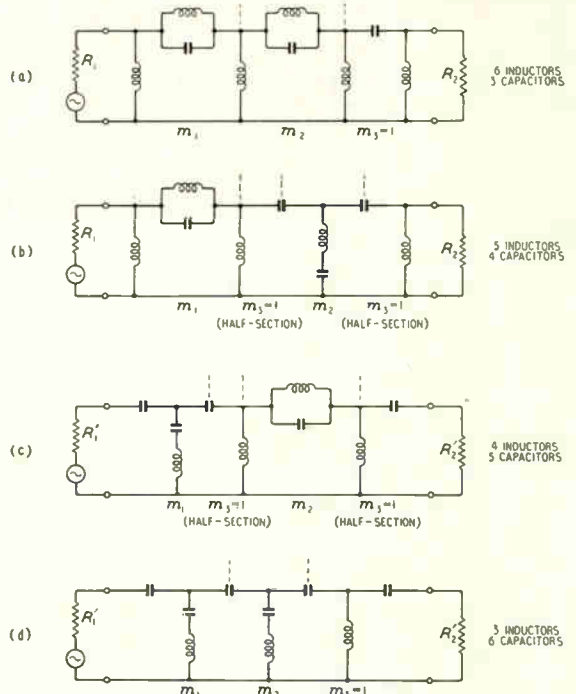 (a)
R₁
R₂
6 INDUCTORS
3 CAPACITORS
m₁ m₂ m₃=1
(b)
R₁
R₂
5 INDUCTORS
4 CAPACITORS
m₁ m₃=1 m₂ m₃=1
(HALF-SECTION) (HALF-SECTION)
(c)
R₁′
R₂′
4 INDUCTORS
5 CAPACITORS
m₁ m₃=1 m₂ m₃=1
(HALF-SECTION) (HALF-SECTION)
(d)
R₁′
R₂′
3 INDUCTORS
6 CAPACITORS
m₁ m₂ m₃=1